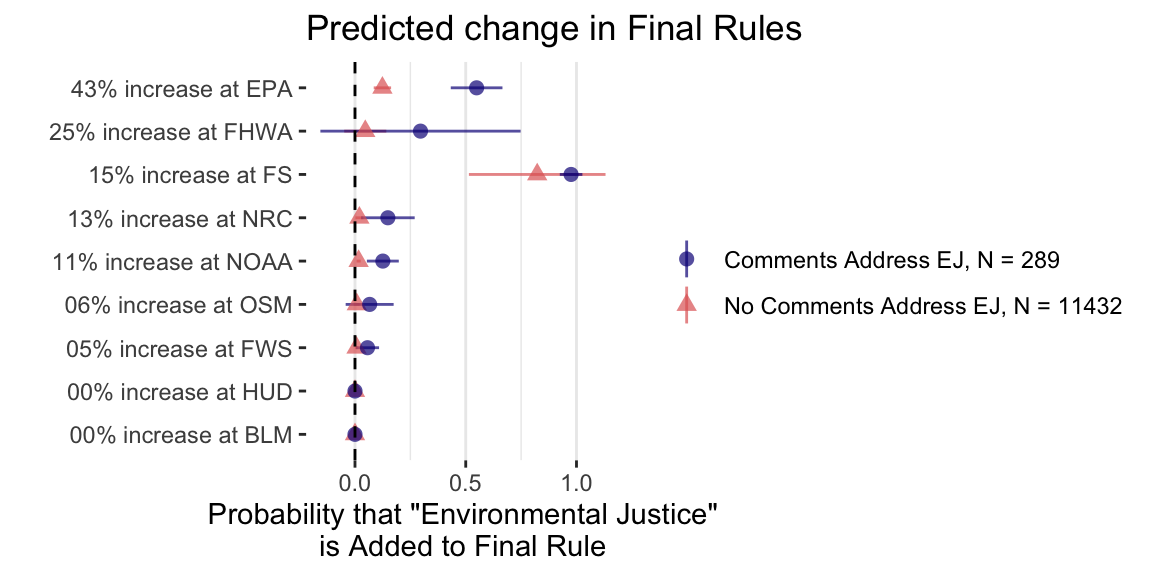 Predicted change in Final Rules
43% increase at EPA
25% increase at FHWA
15% increase at FS
13% increase at NRC
11% increase at NOAA
06% increase at OSM
05% increase at FWS
00% increase at HUD
00% increase at BLM
0.0 0.5 1.0
Probability that "Environmental Justice"
is Added to Final Rule
Comments Address EJ, N = 289
No Comments Address EJ, N = 11432